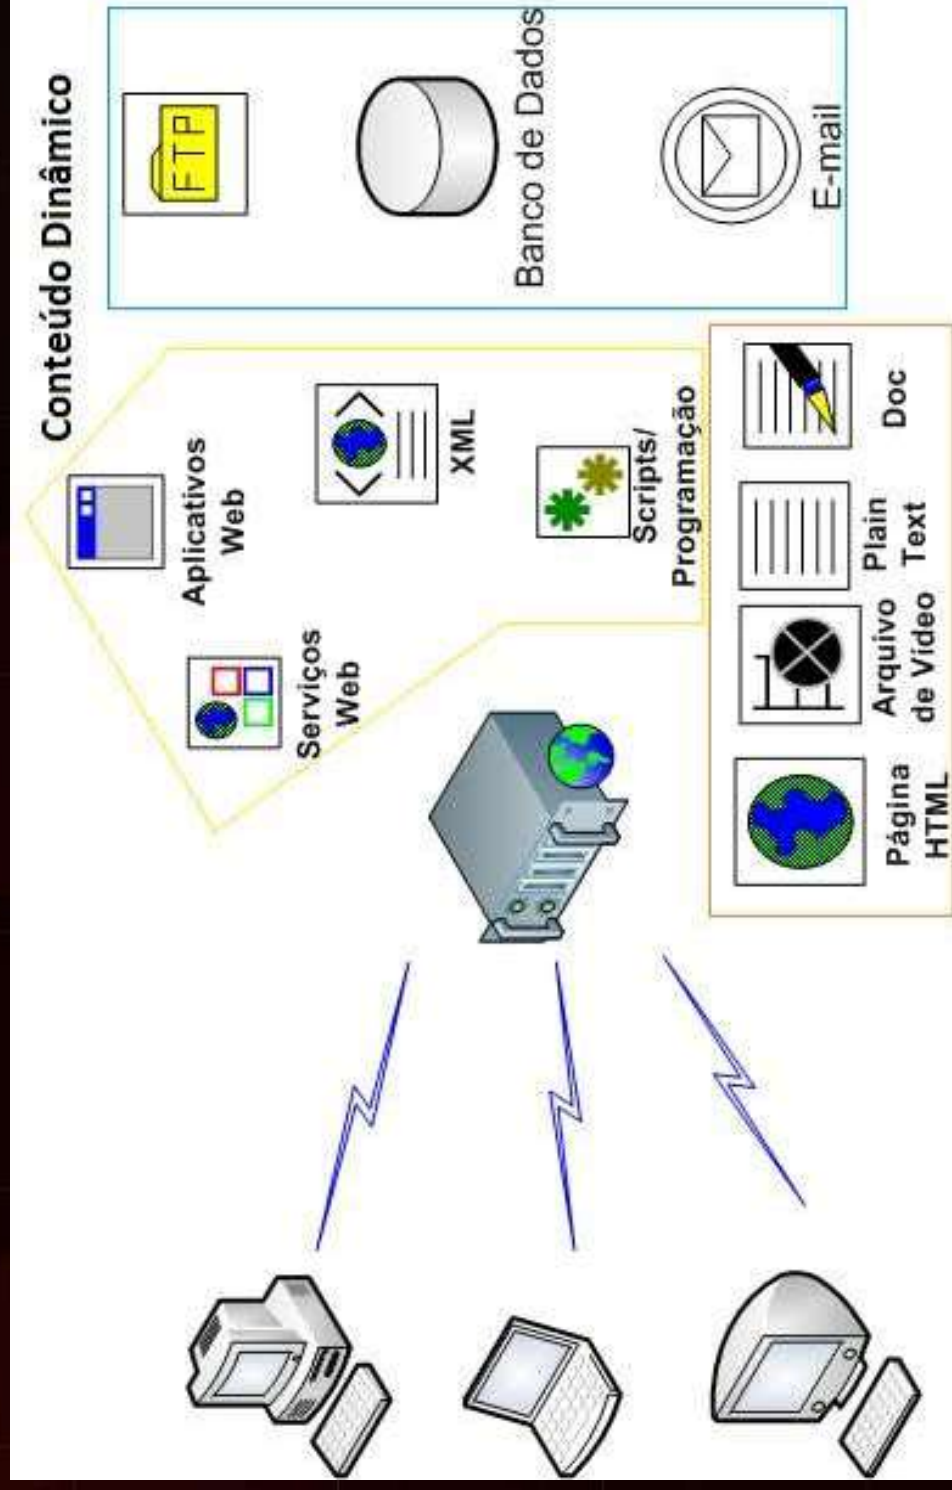 Conteúdo Dinâmico
Aplicativos
Web
Serviços
Web
XML
Scripts/
Programação
FTP
Banco de Dados
E-mail
Página
HTML
Arquivo
de Vídeo
Plain
Text
Doc